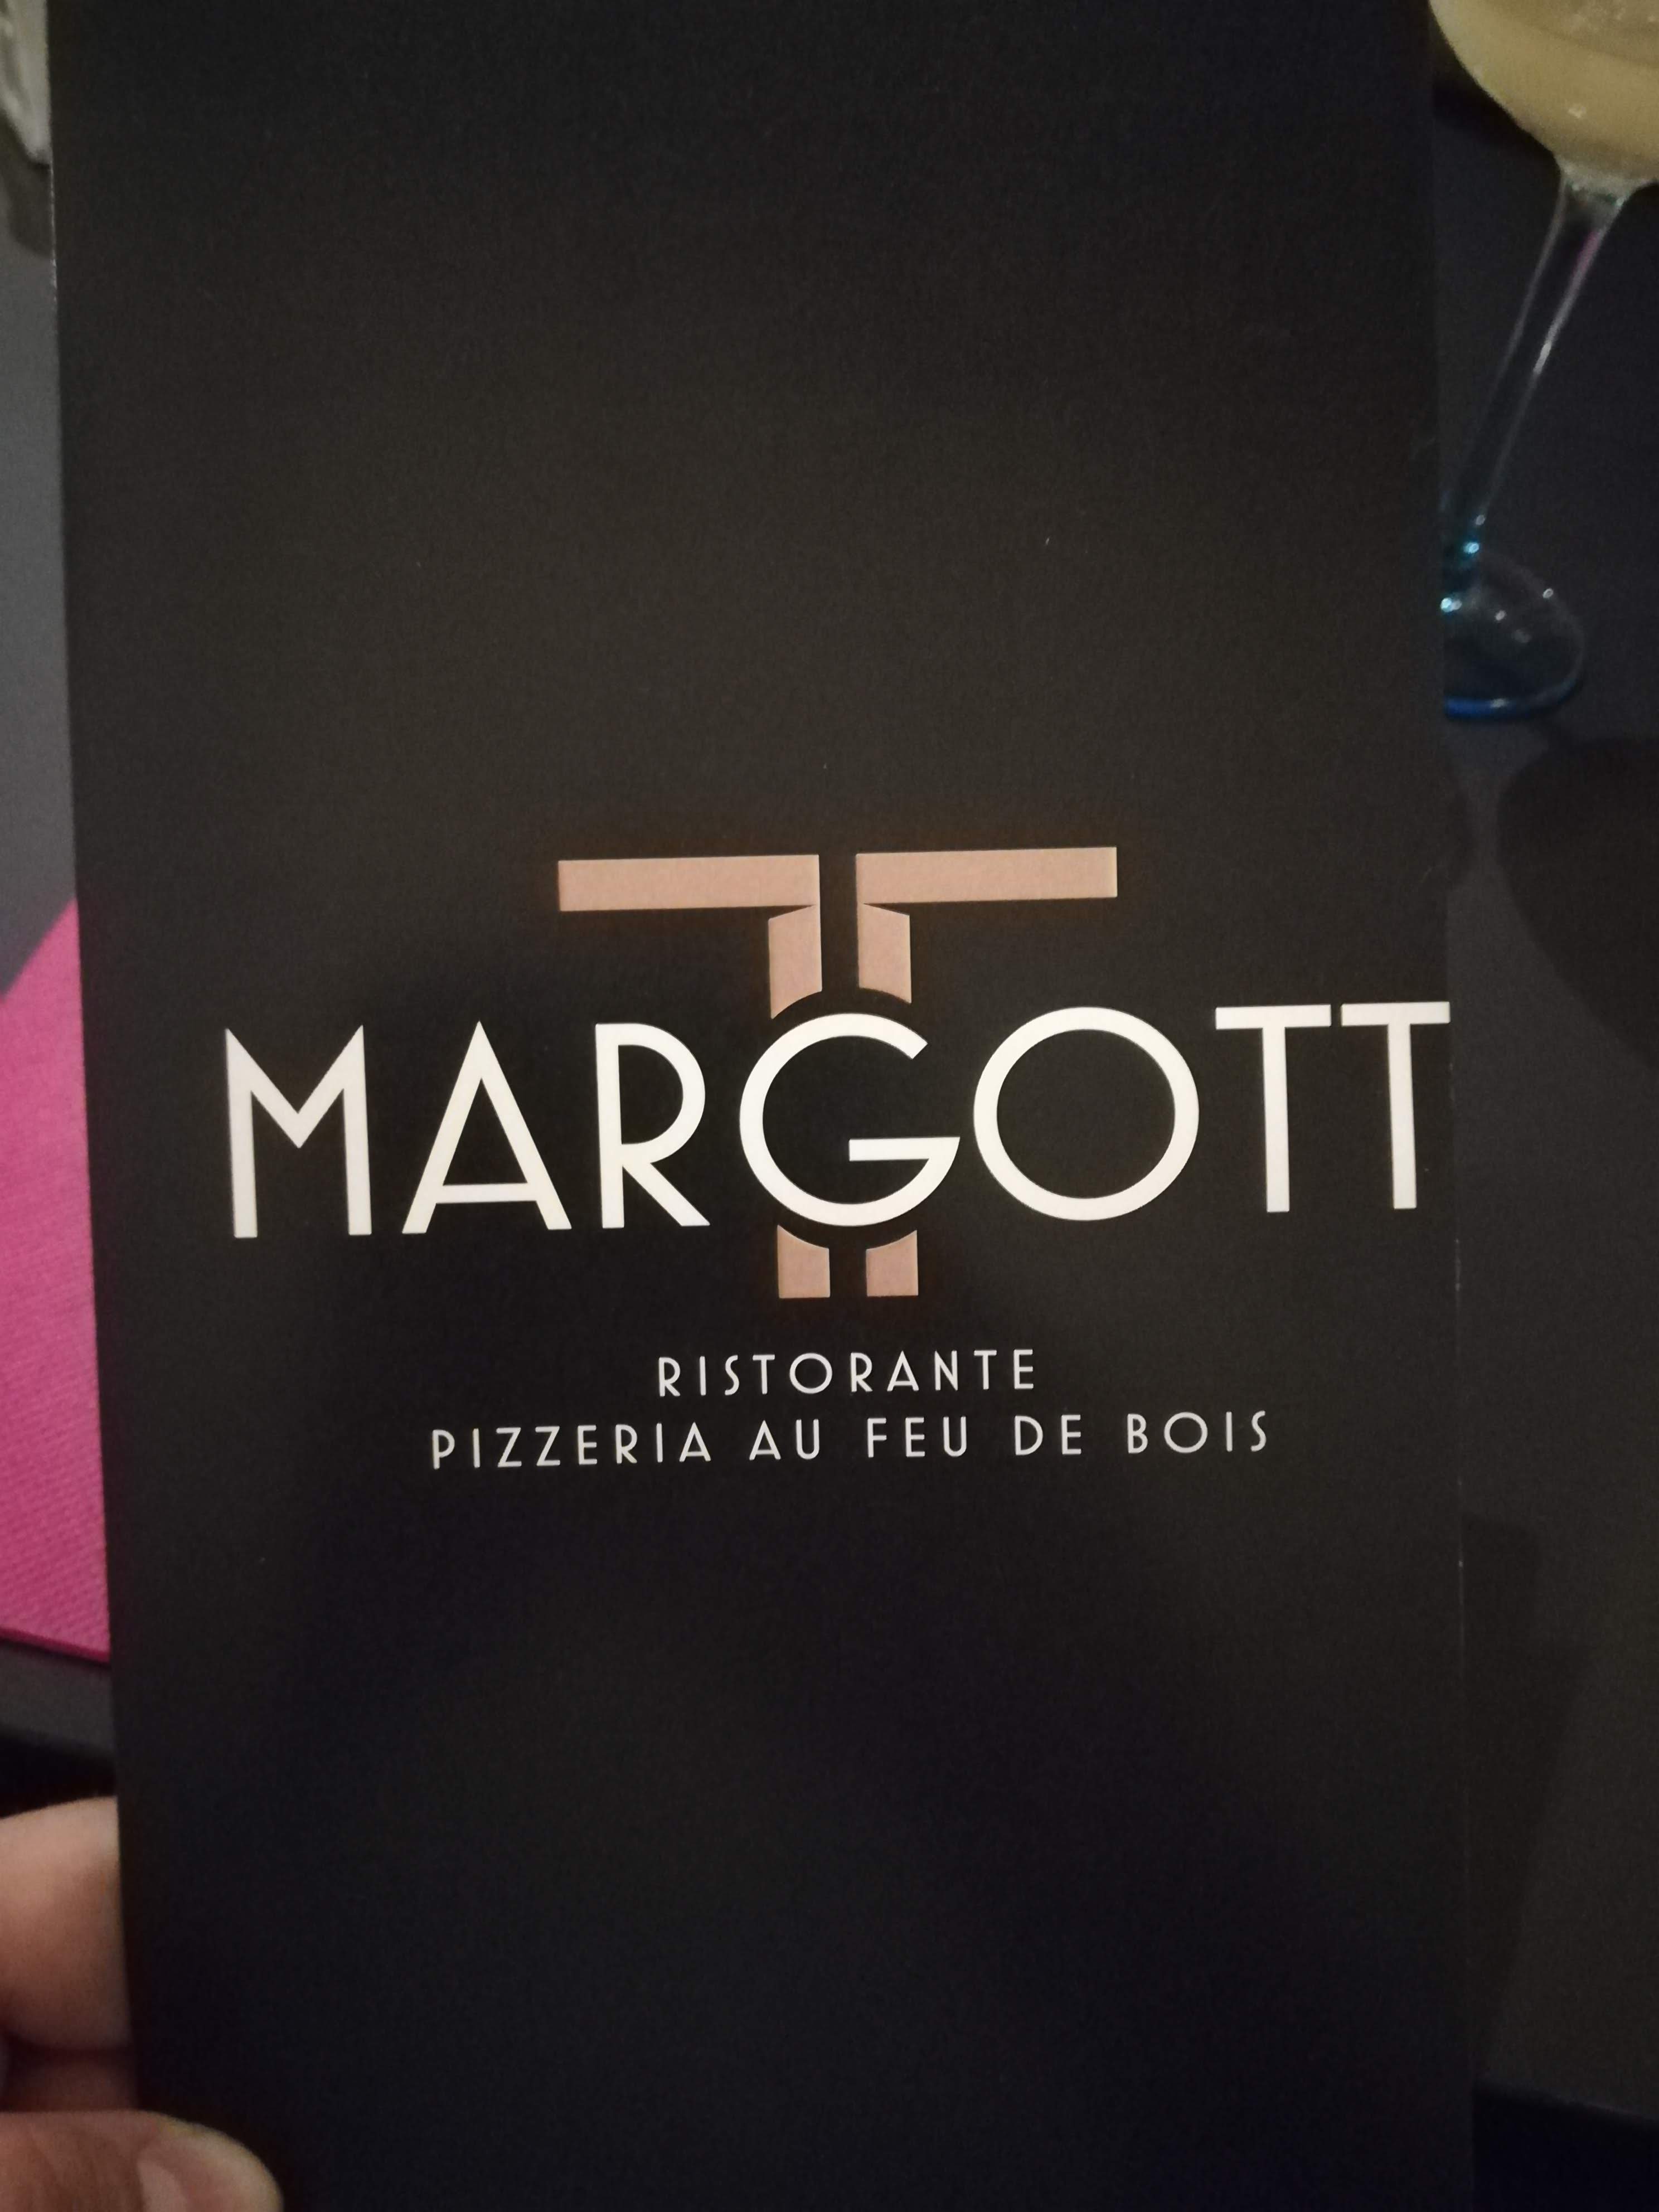 MARGOTT
RISTORANTE
PIZZERIA AU FEU DE BOIS